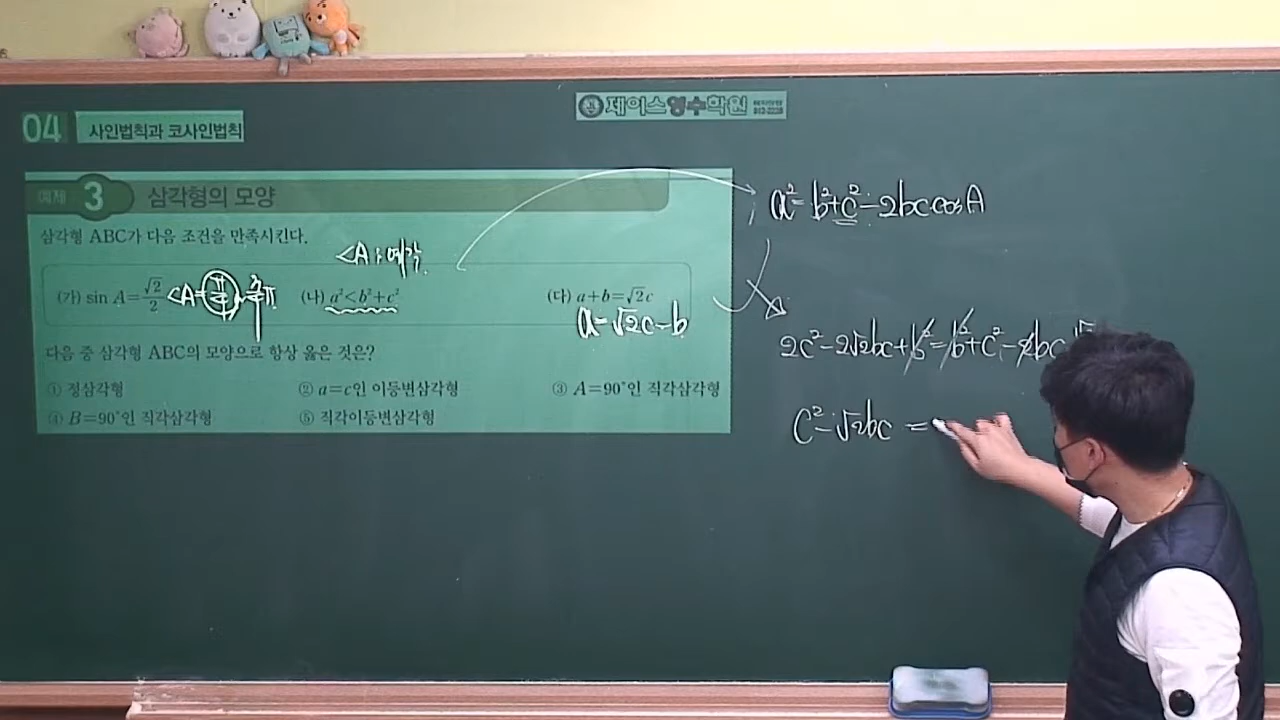 04 사인법칙과 코사인법칙
제이스영수학원
예제 3 삼각형의 모양
삼각형 ABC가 다음 조건을 만족시킨다.
<A : 예각
(가) sin A=√2/2 <A=π/4, 3/4π (나) a²<b²+c² (다) a+b=√2c
a=√2c-b
다음 중 삼각형 ABC의 모양으로 항상 옳은 것은?
① 정삼각형 ② a=c인 이등변삼각형 ③ A=90°인 직각삼각형
④ B=90°인 직각삼각형 ⑤ 직각이등변삼각형
a²=b²+c²-2bc cosA
2c²-2√2bc+b²=b²+c²-2bc √
c²-√2bc =